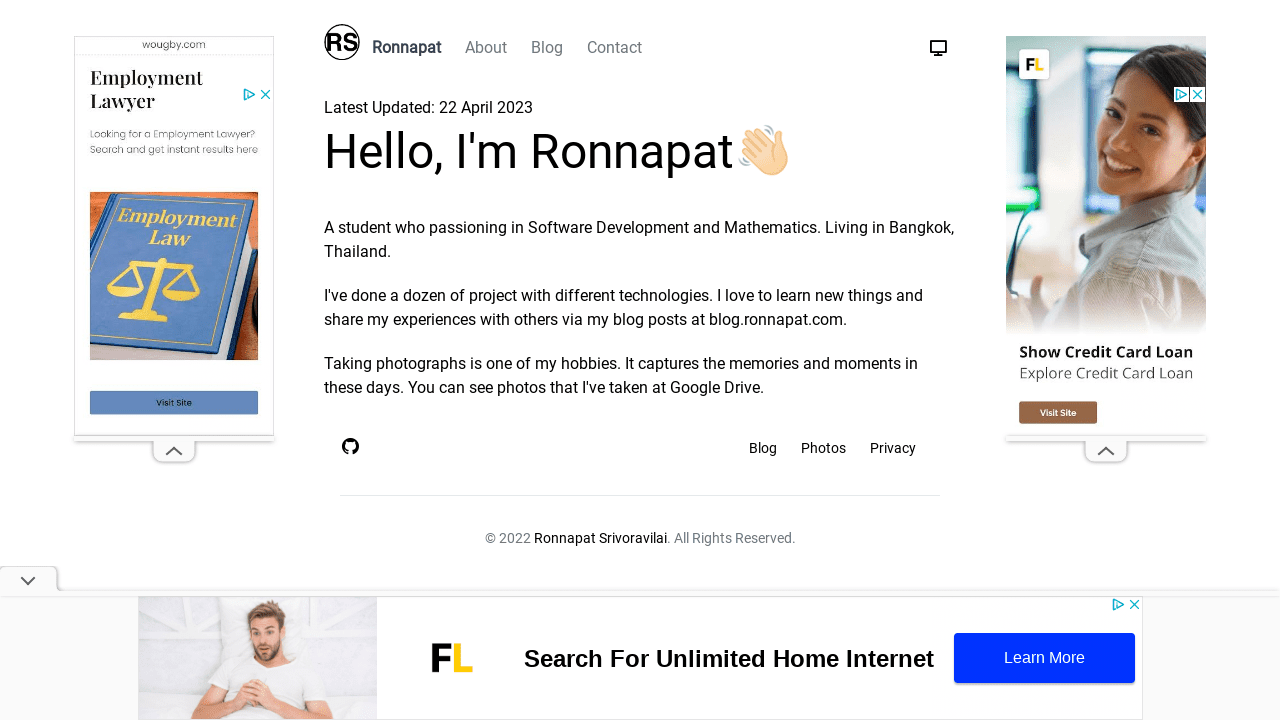 RS
Ronnapat About Blog Contact
Latest Updated: 22 April 2023
Hello, I'm Ronnapat
A student who passioning in Software Development and Mathematics. Living in Bangkok,
Thailand.
I've done a dozen of project with different technologies. I love to learn new things and
share my experiences with others via my blog posts at blog.ronnapat.com.
Taking photographs is one of my hobbies. It captures the memories and moments in
these days. You can see photos that I've taken at Google Drive.
Blog Photos Privacy
© 2022 Ronnapat Srivoravilai. All Rights Reserved.
wougby.com
Employment
Lawyer
Looking for a Employment Lawyer?
Search and get instant results here
Employment
Law
Visit Site
FL
Show Credit Card Loan
Explore Credit Card Loan
Visit Site
FL
Search For Unlimited Home Internet
Learn More